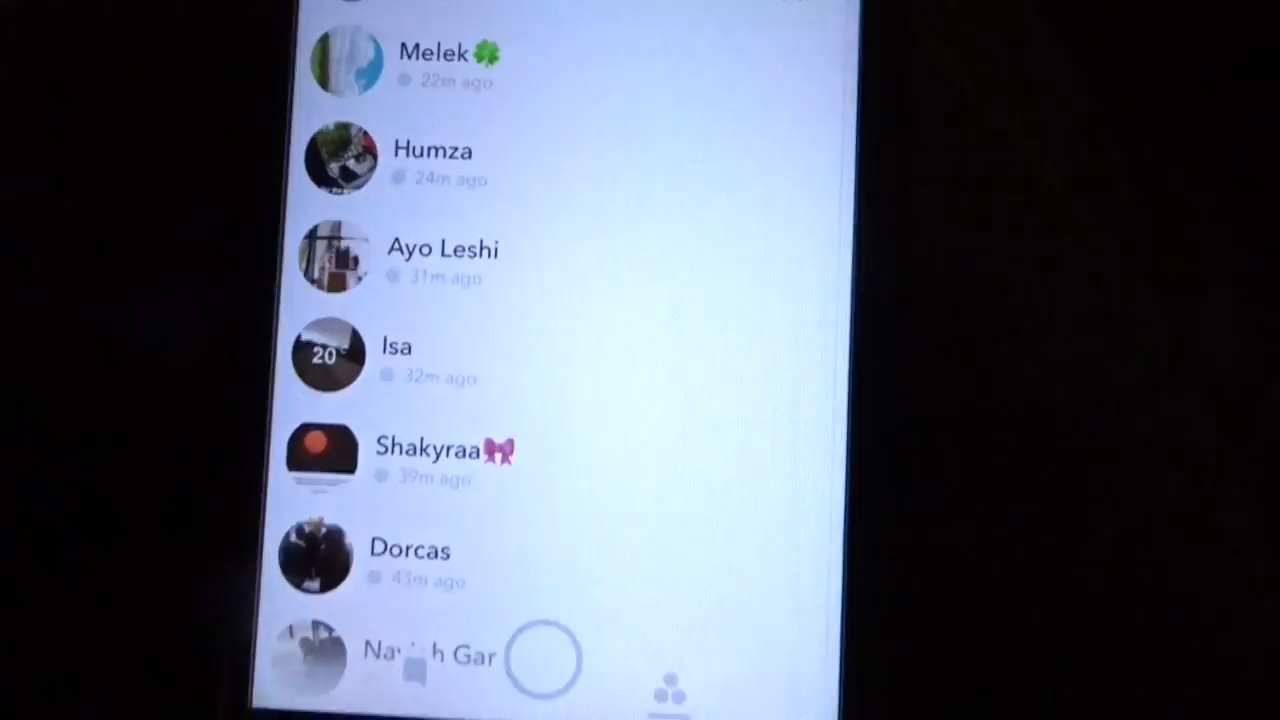 Melek🍀
22m ago
Humza
24m ago
Ayo Leshi
31m ago
20°
Isa
32m ago
Shakyraa🎀
39m ago
Dorcas
43m ago
Gar